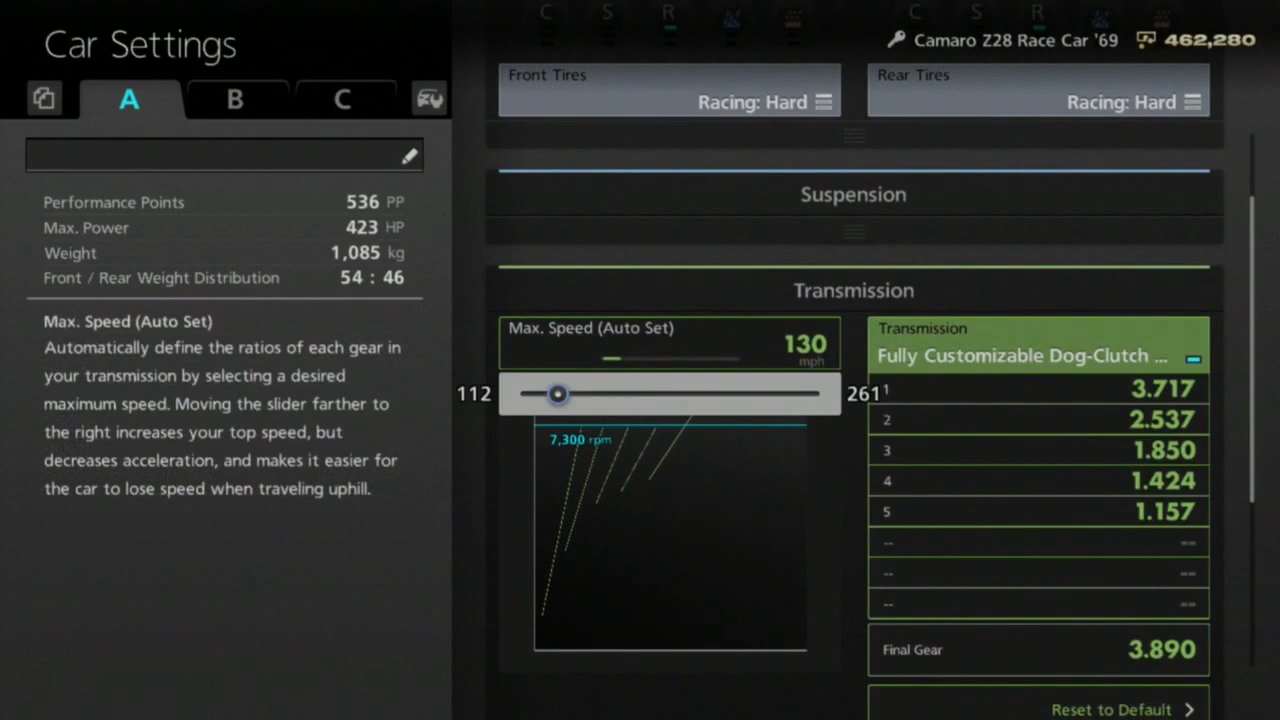 C S R C S R
Car Settings
Camaro Z28 Race Car '69 462,280
A B C
Front Tires
Racing: Hard
Rear Tires
Racing: Hard
Performance Points 536 PP
Max. Power 423 HP
Weight 1,085 kg
Front / Rear Weight Distribution 54 : 46
Max. Speed (Auto Set)
Automatically define the ratios of each gear in
your transmission by selecting a desired
maximum speed. Moving the slider farther to
the right increases your top speed, but
decreases acceleration, and makes it easier for
the car to lose speed when traveling uphill.
Suspension
Transmission
Max. Speed (Auto Set)
130
mph
112 261
7,300 rpm
Transmission
Fully Customizable Dog-Clutch ...
1 3.717
2 2.537
3 1.850
4 1.424
5 1.157
-- --
-- --
-- --
Final Gear 3.890
Reset to Default